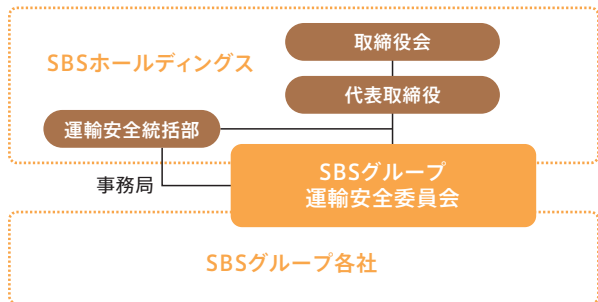 取締役会
SBSホールディングス
代表取締役
運輸安全統括部
事務局
SBSグループ
運輸安全委員会
SBSグループ各社